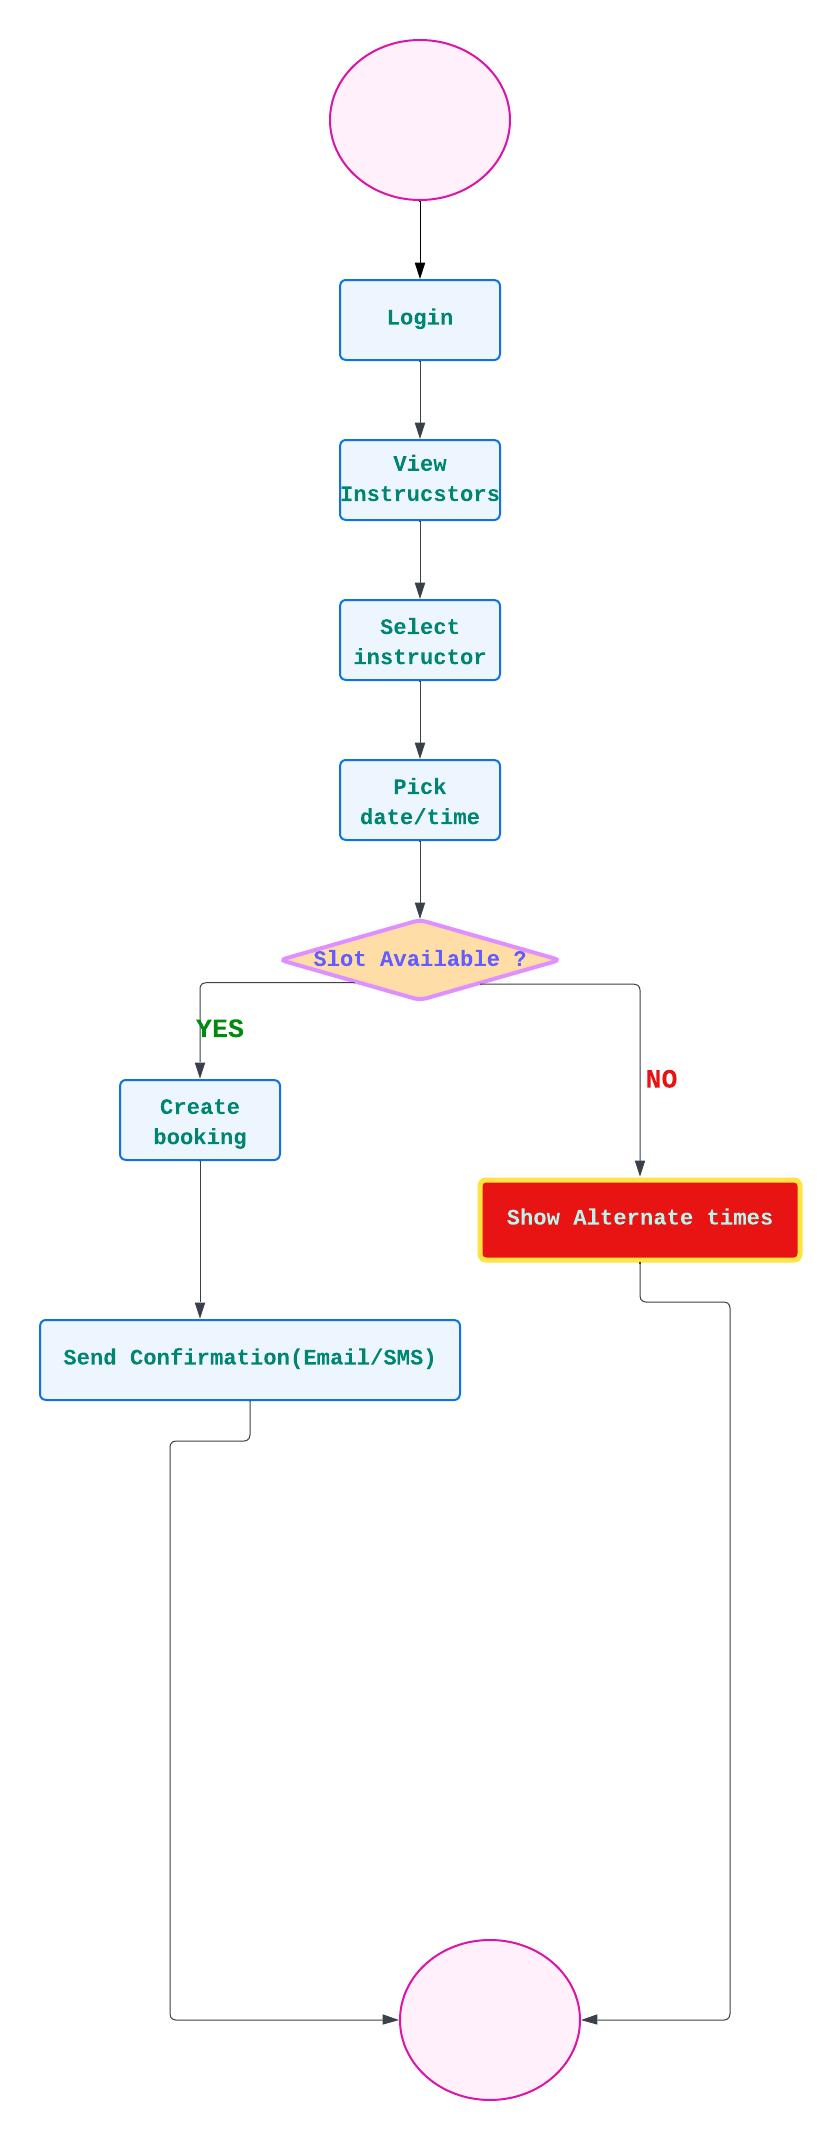 Login
View
Instrucstors
Select
instructor
Pick
date/time
Slot Available ?
YES
NO
Create
booking
Show Alternate times
Send Confirmation(Email/SMS)